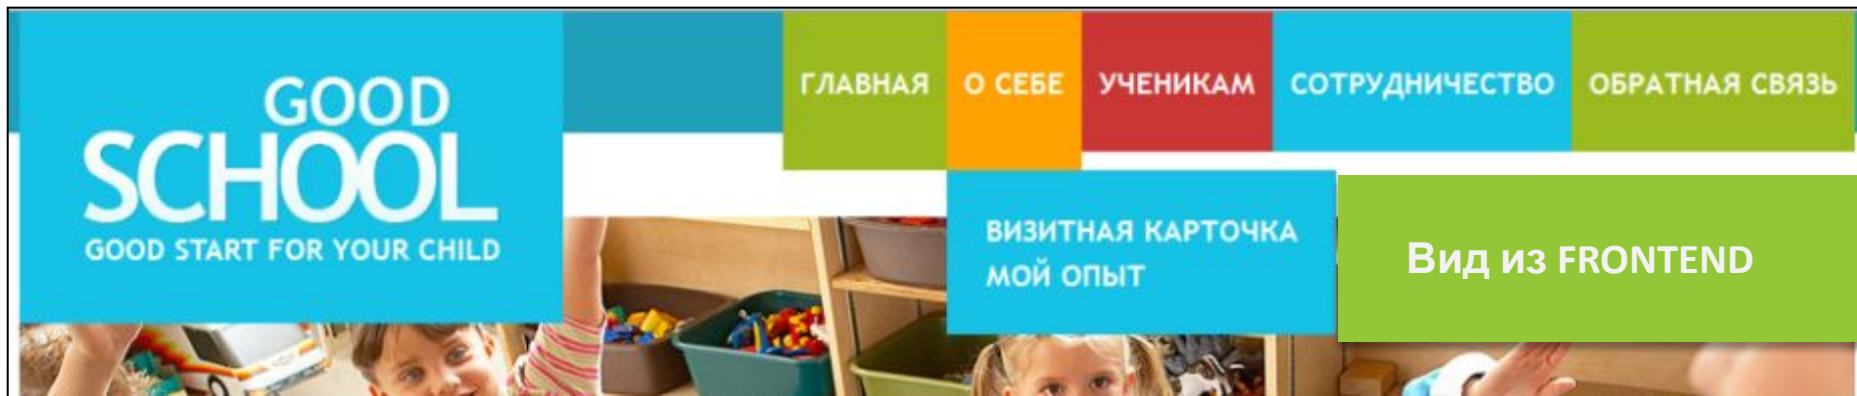 GOOD
SCHOOL
GOOD START FOR YOUR CHILD
ГЛАВНАЯ О СЕБЕ УЧЕНИКАМ СОТРУДНИЧЕСТВО ОБРАТНАЯ СВЯЗЬ
ВИЗИТНАЯ КАРТОЧКА
МОЙ ОПЫТ
Вид из FRONTEND